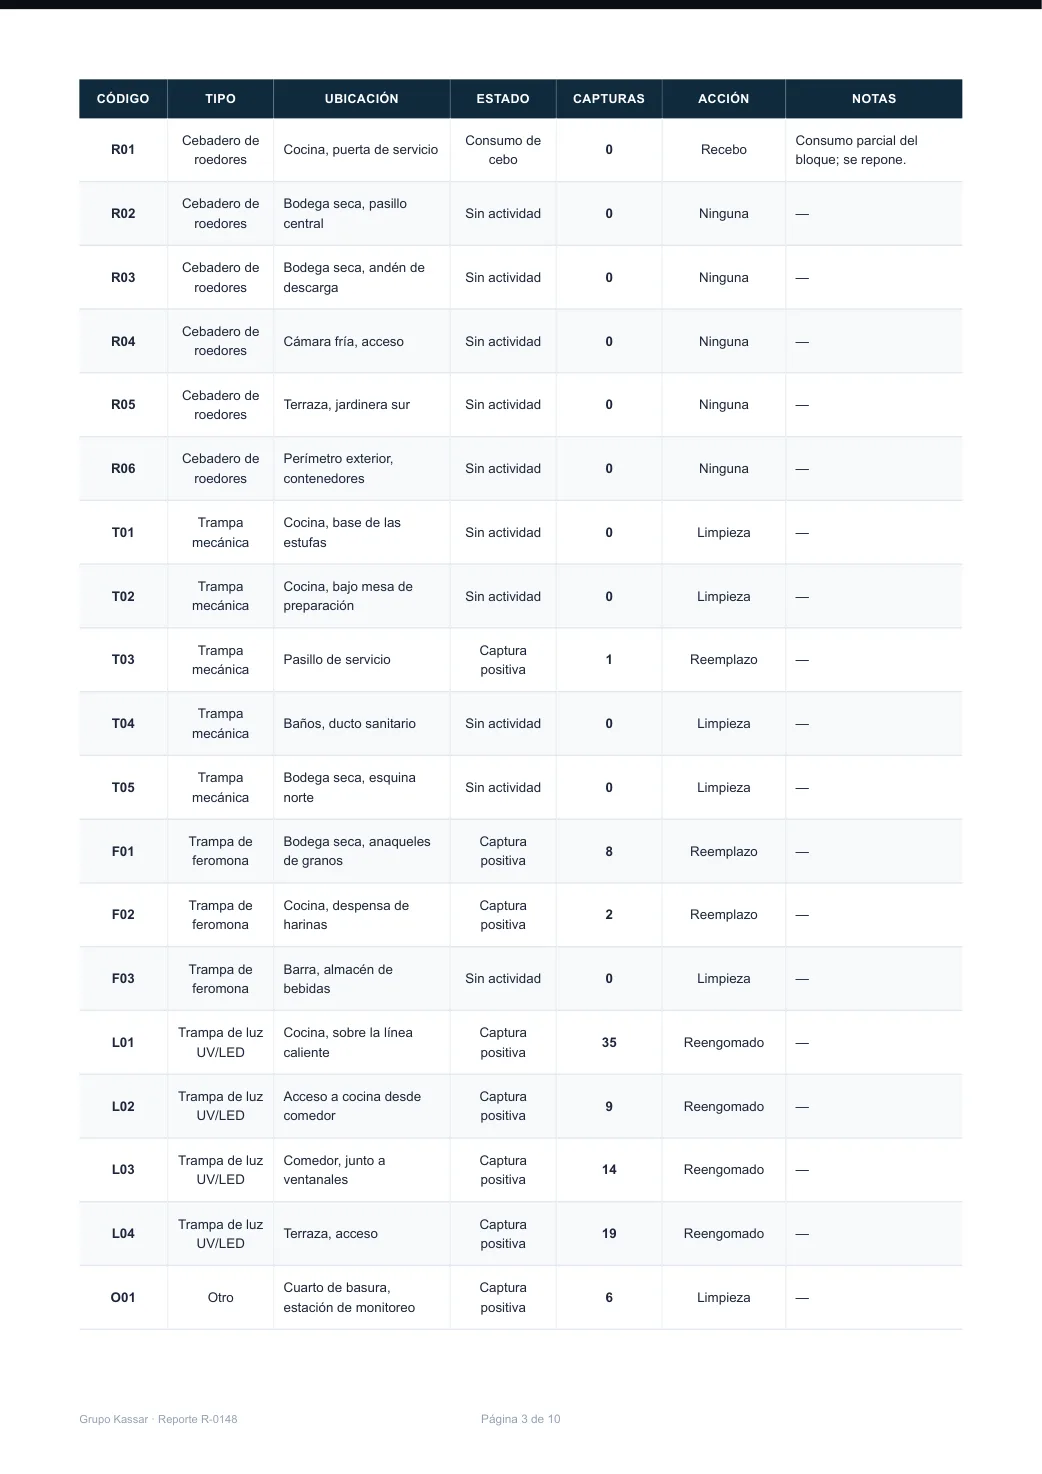 CÓDIGO TIPO UBICACIÓN ESTADO CAPTURAS ACCIÓN NOTAS
R01 Cebadero de roedores Cocina, puerta de servicio Consumo de cebo 0 Recebo Consumo parcial del bloque; se repone.
R02 Cebadero de roedores Bodega seca, pasillo central Sin actividad 0 Ninguna —
R03 Cebadero de roedores Bodega seca, andén de descarga Sin actividad 0 Ninguna —
R04 Cebadero de roedores Cámara fría, acceso Sin actividad 0 Ninguna —
R05 Cebadero de roedores Terraza, jardinera sur Sin actividad 0 Ninguna —
R06 Cebadero de roedores Perímetro exterior, contenedores Sin actividad 0 Ninguna —
T01 Trampa mecánica Cocina, base de las estufas Sin actividad 0 Limpieza —
T02 Trampa mecánica Cocina, bajo mesa de preparación Sin actividad 0 Limpieza —
T03 Trampa mecánica Pasillo de servicio Captura positiva 1 Reemplazo —
T04 Trampa mecánica Baños, ducto sanitario Sin actividad 0 Limpieza —
T05 Trampa mecánica Bodega seca, esquina norte Sin actividad 0 Limpieza —
F01 Trampa de feromona Bodega seca, anaqueles de granos Captura positiva 8 Reemplazo —
F02 Trampa de feromona Cocina, despensa de harinas Captura positiva 2 Reemplazo —
F03 Trampa de feromona Barra, almacén de bebidas Sin actividad 0 Limpieza —
L01 Trampa de luz UV/LED Cocina, sobre la línea caliente Captura positiva 35 Reengomado —
L02 Trampa de luz UV/LED Acceso a cocina desde comedor Captura positiva 9 Reengomado —
L03 Trampa de luz UV/LED Comedor, junto a ventanales Captura positiva 14 Reengomado —
L04 Trampa de luz UV/LED Terraza, acceso Captura positiva 19 Reengomado —
O01 Otro Cuarto de basura, estación de monitoreo Captura positiva 6 Limpieza —
Grupo Kassar · Reporte R-0148 Página 3 de 10